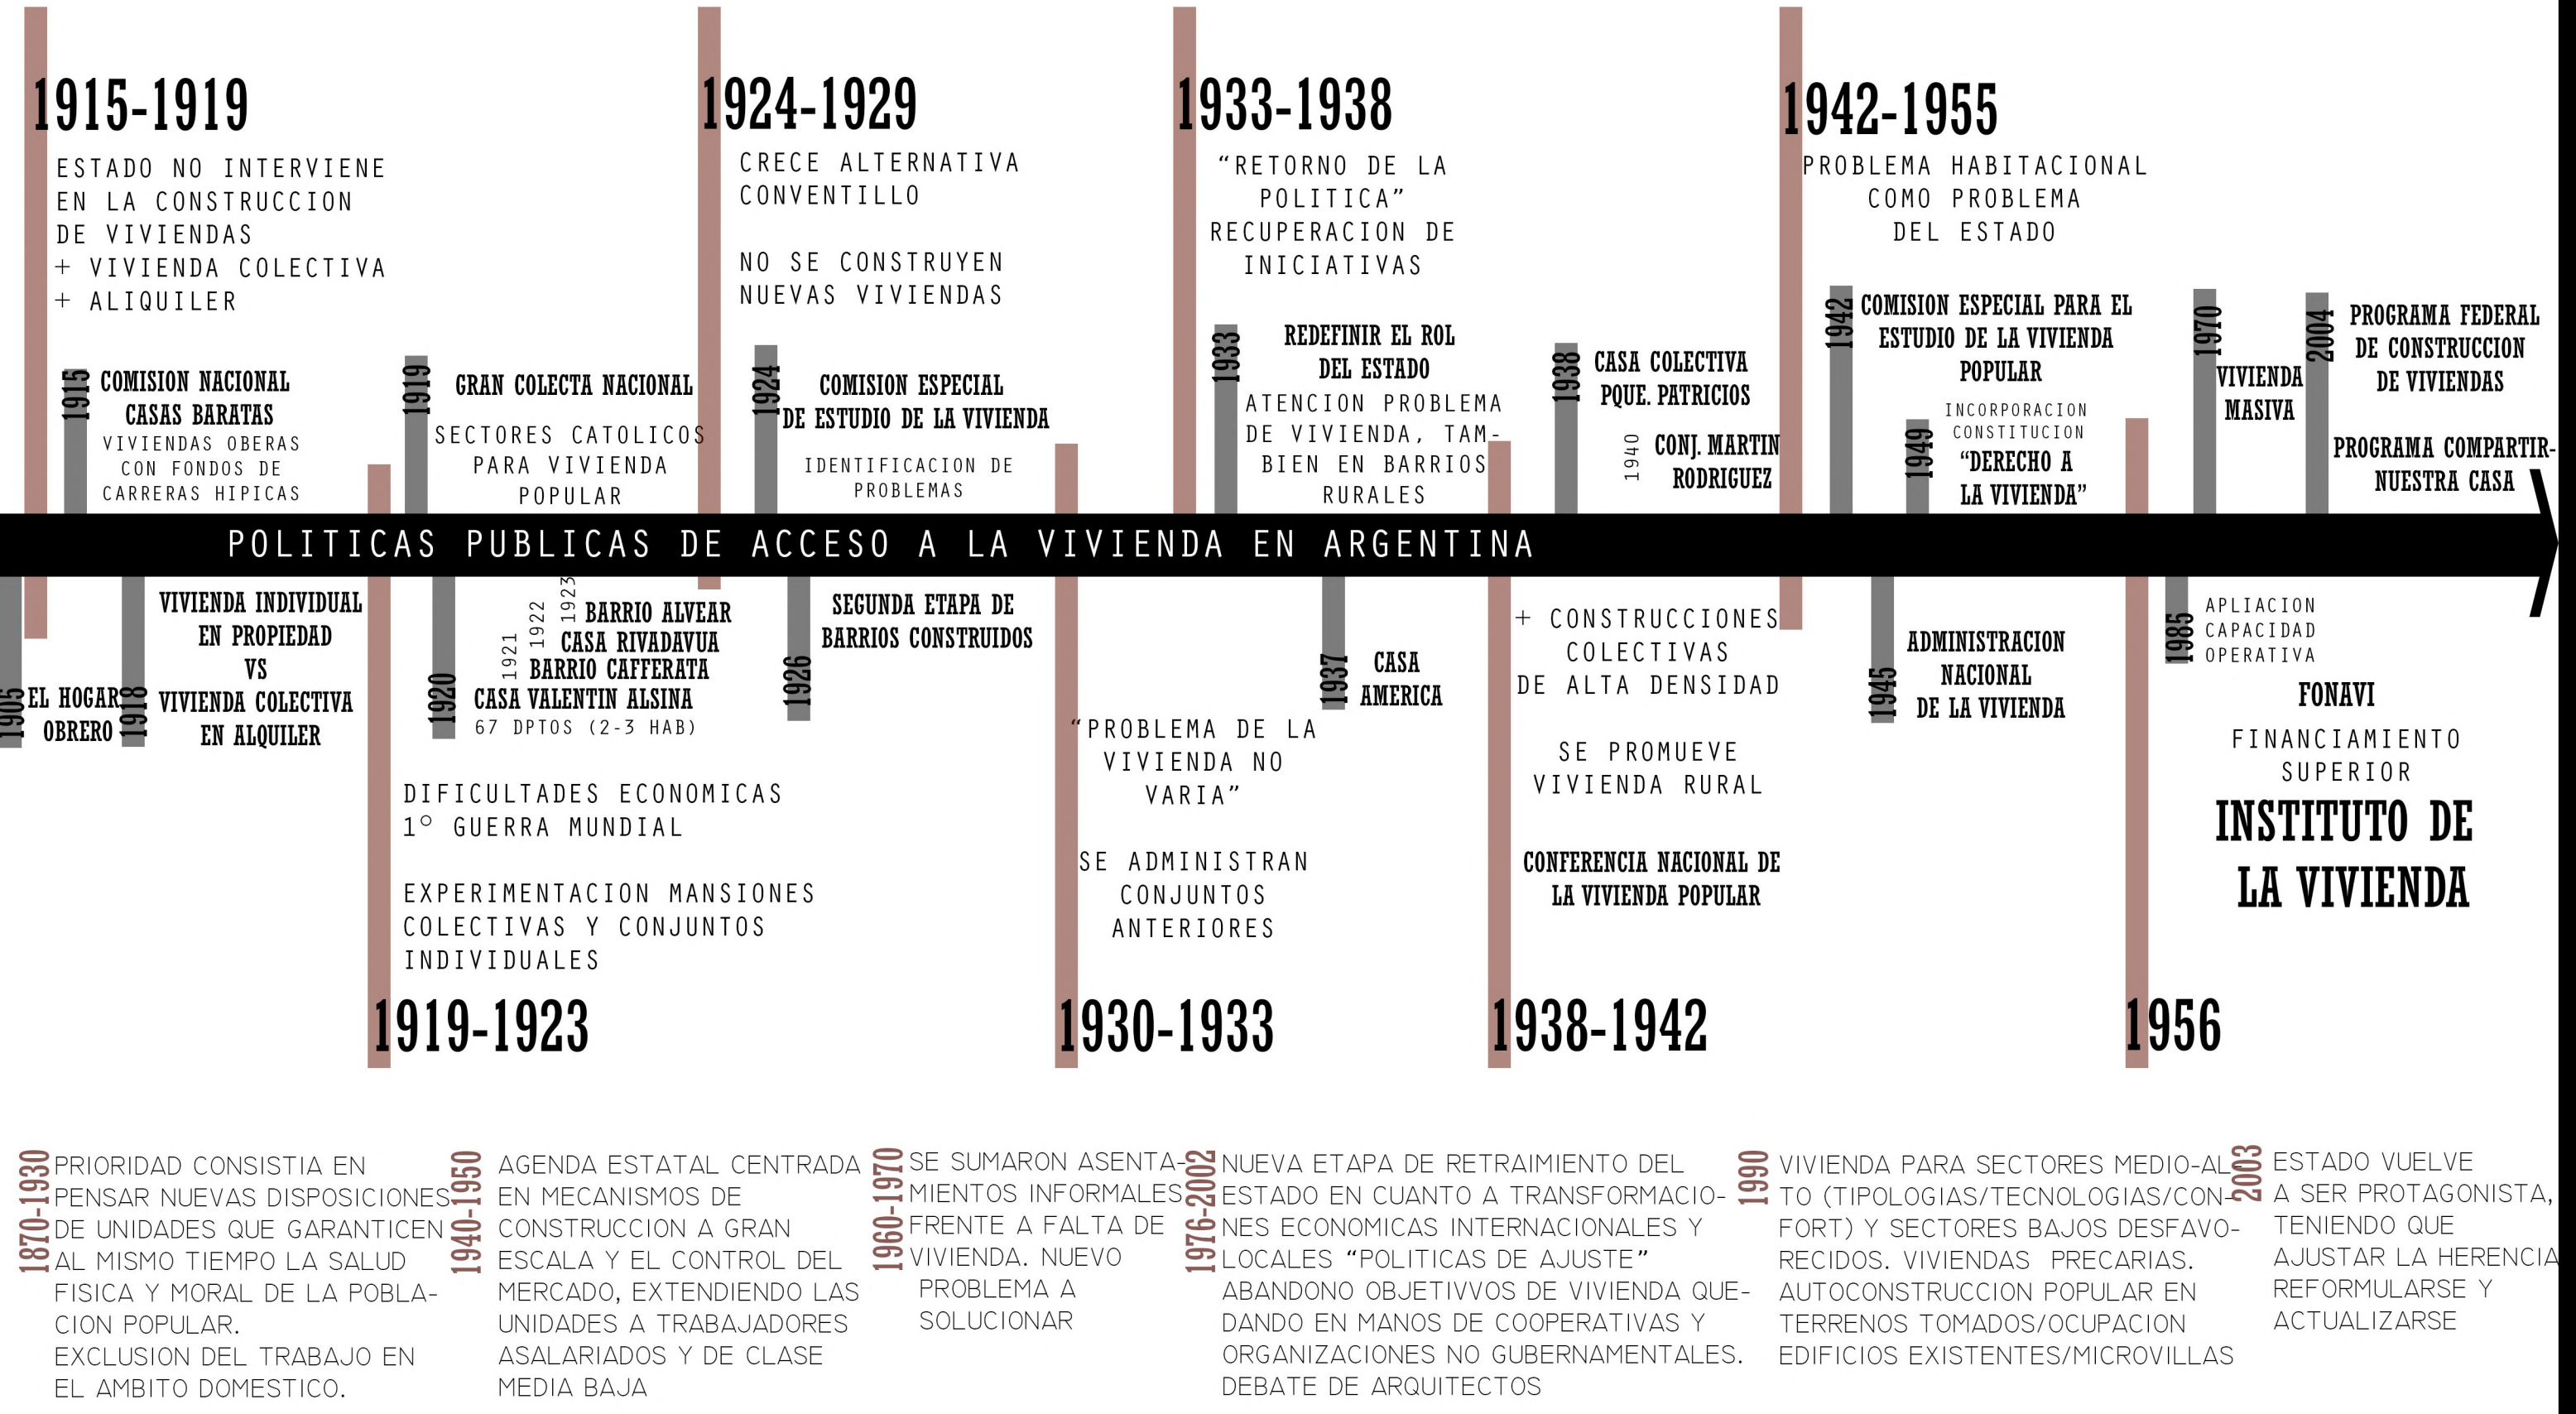 1915-1919
ESTADO NO INTERVIENE
EN LA CONSTRUCCION
DE VIVIENDAS
+ VIVIENDA COLECTIVA
+ ALIQUILER
1924-1929
CRECE ALTERNATIVA
CONVENTILLO
NO SE CONSTRUYEN
NUEVAS VIVIENDAS
1933-1938
“RETORNO DE LA
POLITICA”
RECUPERACION DE
INICIATIVAS
1942-1955
PROBLEMA HABITACIONAL
COMO PROBLEMA
DEL ESTADO
1915
COMISION NACIONAL
CASAS BARATAS
VIVIENDAS OBERAS
CON FONDOS DE
CARRERAS HIPICAS
1919
GRAN COLECTA NACIONAL
SECTORES CATOLICOS
PARA VIVIENDA
POPULAR
1924
COMISION ESPECIAL
DE ESTUDIO DE LA VIVIENDA
IDENTIFICACION DE
PROBLEMAS
1933
REDEFINIR EL ROL
DEL ESTADO
ATENCION PROBLEMA
DE VIVIENDA, TAM-
BIEN EN BARRIOS
RURALES
1938
CASA COLECTIVA
PQUE. PATRICIOS
1940
CONJ. MARTIN
RODRIGUEZ
1942
COMISION ESPECIAL PARA EL
ESTUDIO DE LA VIVIENDA
POPULAR
1949
INCORPORACION
CONSTITUCION
“DERECHO A
LA VIVIENDA”
1970
VIVIENDA
MASIVA
2004
PROGRAMA FEDERAL
DE CONSTRUCCION
DE VIVIENDAS
PROGRAMA COMPARTIR-
NUESTRA CASA
POLITICAS PUBLICAS DE ACCESO A LA VIVIENDA EN ARGENTINA
1905
EL HOGAR
OBRERO
1918
VIVIENDA INDIVIDUAL
EN PROPIEDAD
VS
VIVIENDA COLECTIVA
EN ALQUILER
1920
1921
1922
1923
BARRIO ALVEAR
CASA RIVADAVUA
BARRIO CAFFERATA
CASA VALENTIN ALSINA
67 DPTOS (2-3 HAB)
DIFICULTADES ECONOMICAS
1º GUERRA MUNDIAL
EXPERIMENTACION MANSIONES
COLECTIVAS Y CONJUNTOS
INDIVIDUALES
1919-1923
1926
SEGUNDA ETAPA DE
BARRIOS CONSTRUIDOS
“PROBLEMA DE LA
VIVIENDA NO
VARIA”
SE ADMINISTRAN
CONJUNTOS
ANTERIORES
1930-1933
1937
CASA
AMERICA
+ CONSTRUCCIONES
COLECTIVAS
DE ALTA DENSIDAD
SE PROMUEVE
VIVIENDA RURAL
CONFERENCIA NACIONAL DE
LA VIVIENDA POPULAR
1938-1942
1945
ADMINISTRACION
NACIONAL
DE LA VIVIENDA
1985
APLIACION
CAPACIDAD
OPERATIVA
FONAVI
FINANCIAMIENTO
SUPERIOR
INSTITUTO DE
LA VIVIENDA
1956
1870-1930
PRIORIDAD CONSISTIA EN
PENSAR NUEVAS DISPOSICIONES
DE UNIDADES QUE GARANTICEN
AL MISMO TIEMPO LA SALUD
FISICA Y MORAL DE LA POBLA-
CION POPULAR.
EXCLUSION DEL TRABAJO EN
EL AMBITO DOMESTICO.
1940-1950
AGENDA ESTATAL CENTRADA
EN MECANISMOS DE
CONSTRUCCION A GRAN
ESCALA Y EL CONTROL DEL
MERCADO, EXTENDIENDO LAS
UNIDADES A TRABAJADORES
ASALARIADOS Y DE CLASE
MEDIA BAJA
1960-1970
SE SUMARON ASENTA-
MIENTOS INFORMALES
FRENTE A FALTA DE
VIVIENDA. NUEVO
PROBLEMA A
SOLUCIONAR
1976-2002
NUEVA ETAPA DE RETRAIMIENTO DEL
ESTADO EN CUANTO A TRANSFORMACIO-
NES ECONOMICAS INTERNACIONALES Y
LOCALES “POLITICAS DE AJUSTE”
ABANDONO OBJETIVVOS DE VIVIENDA QUE-
DANDO EN MANOS DE COOPERATIVAS Y
ORGANIZACIONES NO GUBERNAMENTALES.
DEBATE DE ARQUITECTOS
1990
VIVIENDA PARA SECTORES MEDIO-AL
TO (TIPOLOGIAS/TECNOLOGIAS/CON-
FORT) Y SECTORES BAJOS DESFAVO-
RECIDOS. VIVIENDAS PRECARIAS.
AUTOCONSTRUCCION POPULAR EN
TERRENOS TOMADOS/OCUPACION
EDIFICIOS EXISTENTES/MICROVILLAS
2003
ESTADO VUELVE
A SER PROTAGONISTA,
TENIENDO QUE
AJUSTAR LA HERENCIA
REFORMULARSE Y
ACTUALIZARSE